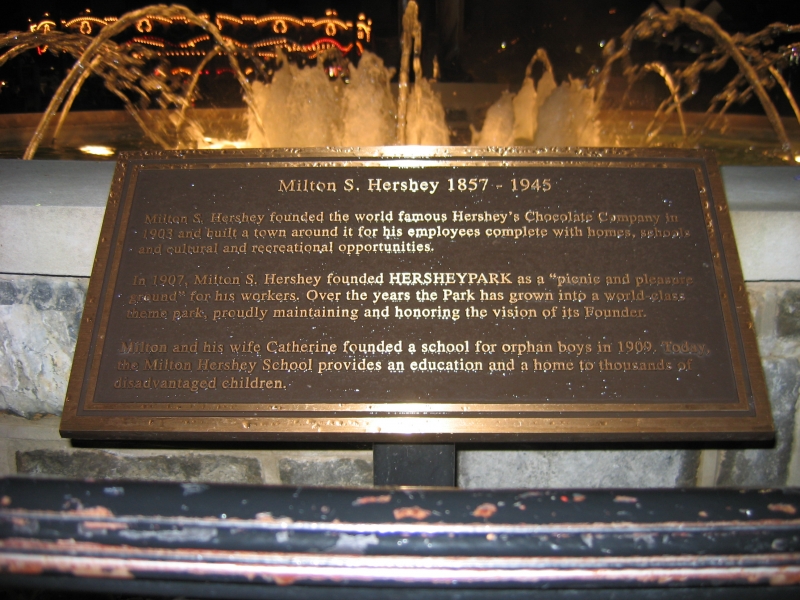 Milton S. Hershey 1857 - 1945
Milton S. Hershey founded the world famous Hershey's Chocolate Company in
1903 and built a town around it for his employees complete with homes, schools
and cultural and recreational opportunities.
In 1907, Milton S. Hershey founded HERSHEYPARK as a "picnic and pleasure
ground" for his workers. Over the years the Park has grown into a world-class
theme park, proudly maintaining and honoring the vision of its Founder.
Milton and his wife Catherine founded a school for orphan boys in 1909. Today,
the Milton Hershey School provides an education and a home to thousands of
disadvantaged children.